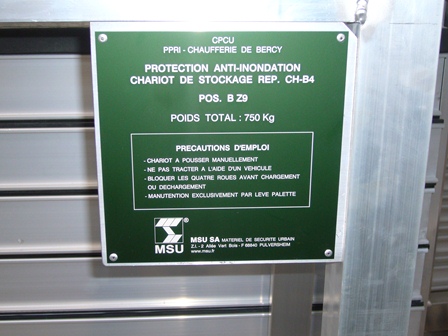 CPCU
PPRI - CHAUFFERIE DE BERCY
PROTECTION ANTI-INONDATION
CHARIOT DE STOCKAGE REP. CH-B4
POS. B Z9
POIDS TOTAL : 750 Kg
PRECAUTIONS D'EMPLOI
- CHARIOT A POUSSER MANUELLEMENT
- NE PAS TRACTER A L'AIDE D'UN VEHICULE
- BLOQUER LES QUATRE ROUES AVANT CHARGEMENT
OU DECHARGEMENT
- MANUTENTION EXCLUSIVEMENT PAR LEVE PALETTE
MSU
MSU SA MATERIEL DE SECURITE URBAIN
Z.I. - 2 Allée Vert Bois - F 68840 PULVERSHEIM
www.msu.fr